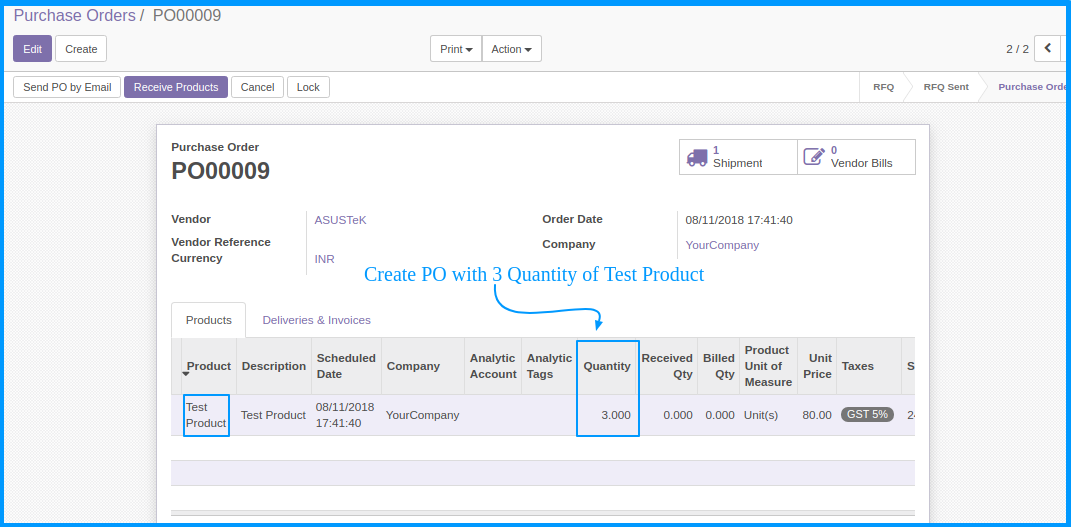 Purchase Orders / PO00009
Edit Create Print Action 2 / 2
Send PO by Email Receive Products Cancel Lock RFQ RFQ Sent
Purchase Order
PO00009
1
Shipment
0
Vendor Bills
Vendor ASUSTeK
Order Date 08/11/2018 17:41:40
Vendor Reference
Company YourCompany
Currency INR
Create PO with 3 Quantity of Test Product
Products Deliveries & Invoices
Product Description Scheduled Date Company Analytic Account Analytic Tags Quantity Received Qty Billed Qty Product Unit of Measure Unit Price Taxes S
Test Product Test Product 08/11/2018 17:41:40 YourCompany 3.000 0.000 0.000 Unit(s) 80.00 GST 5%